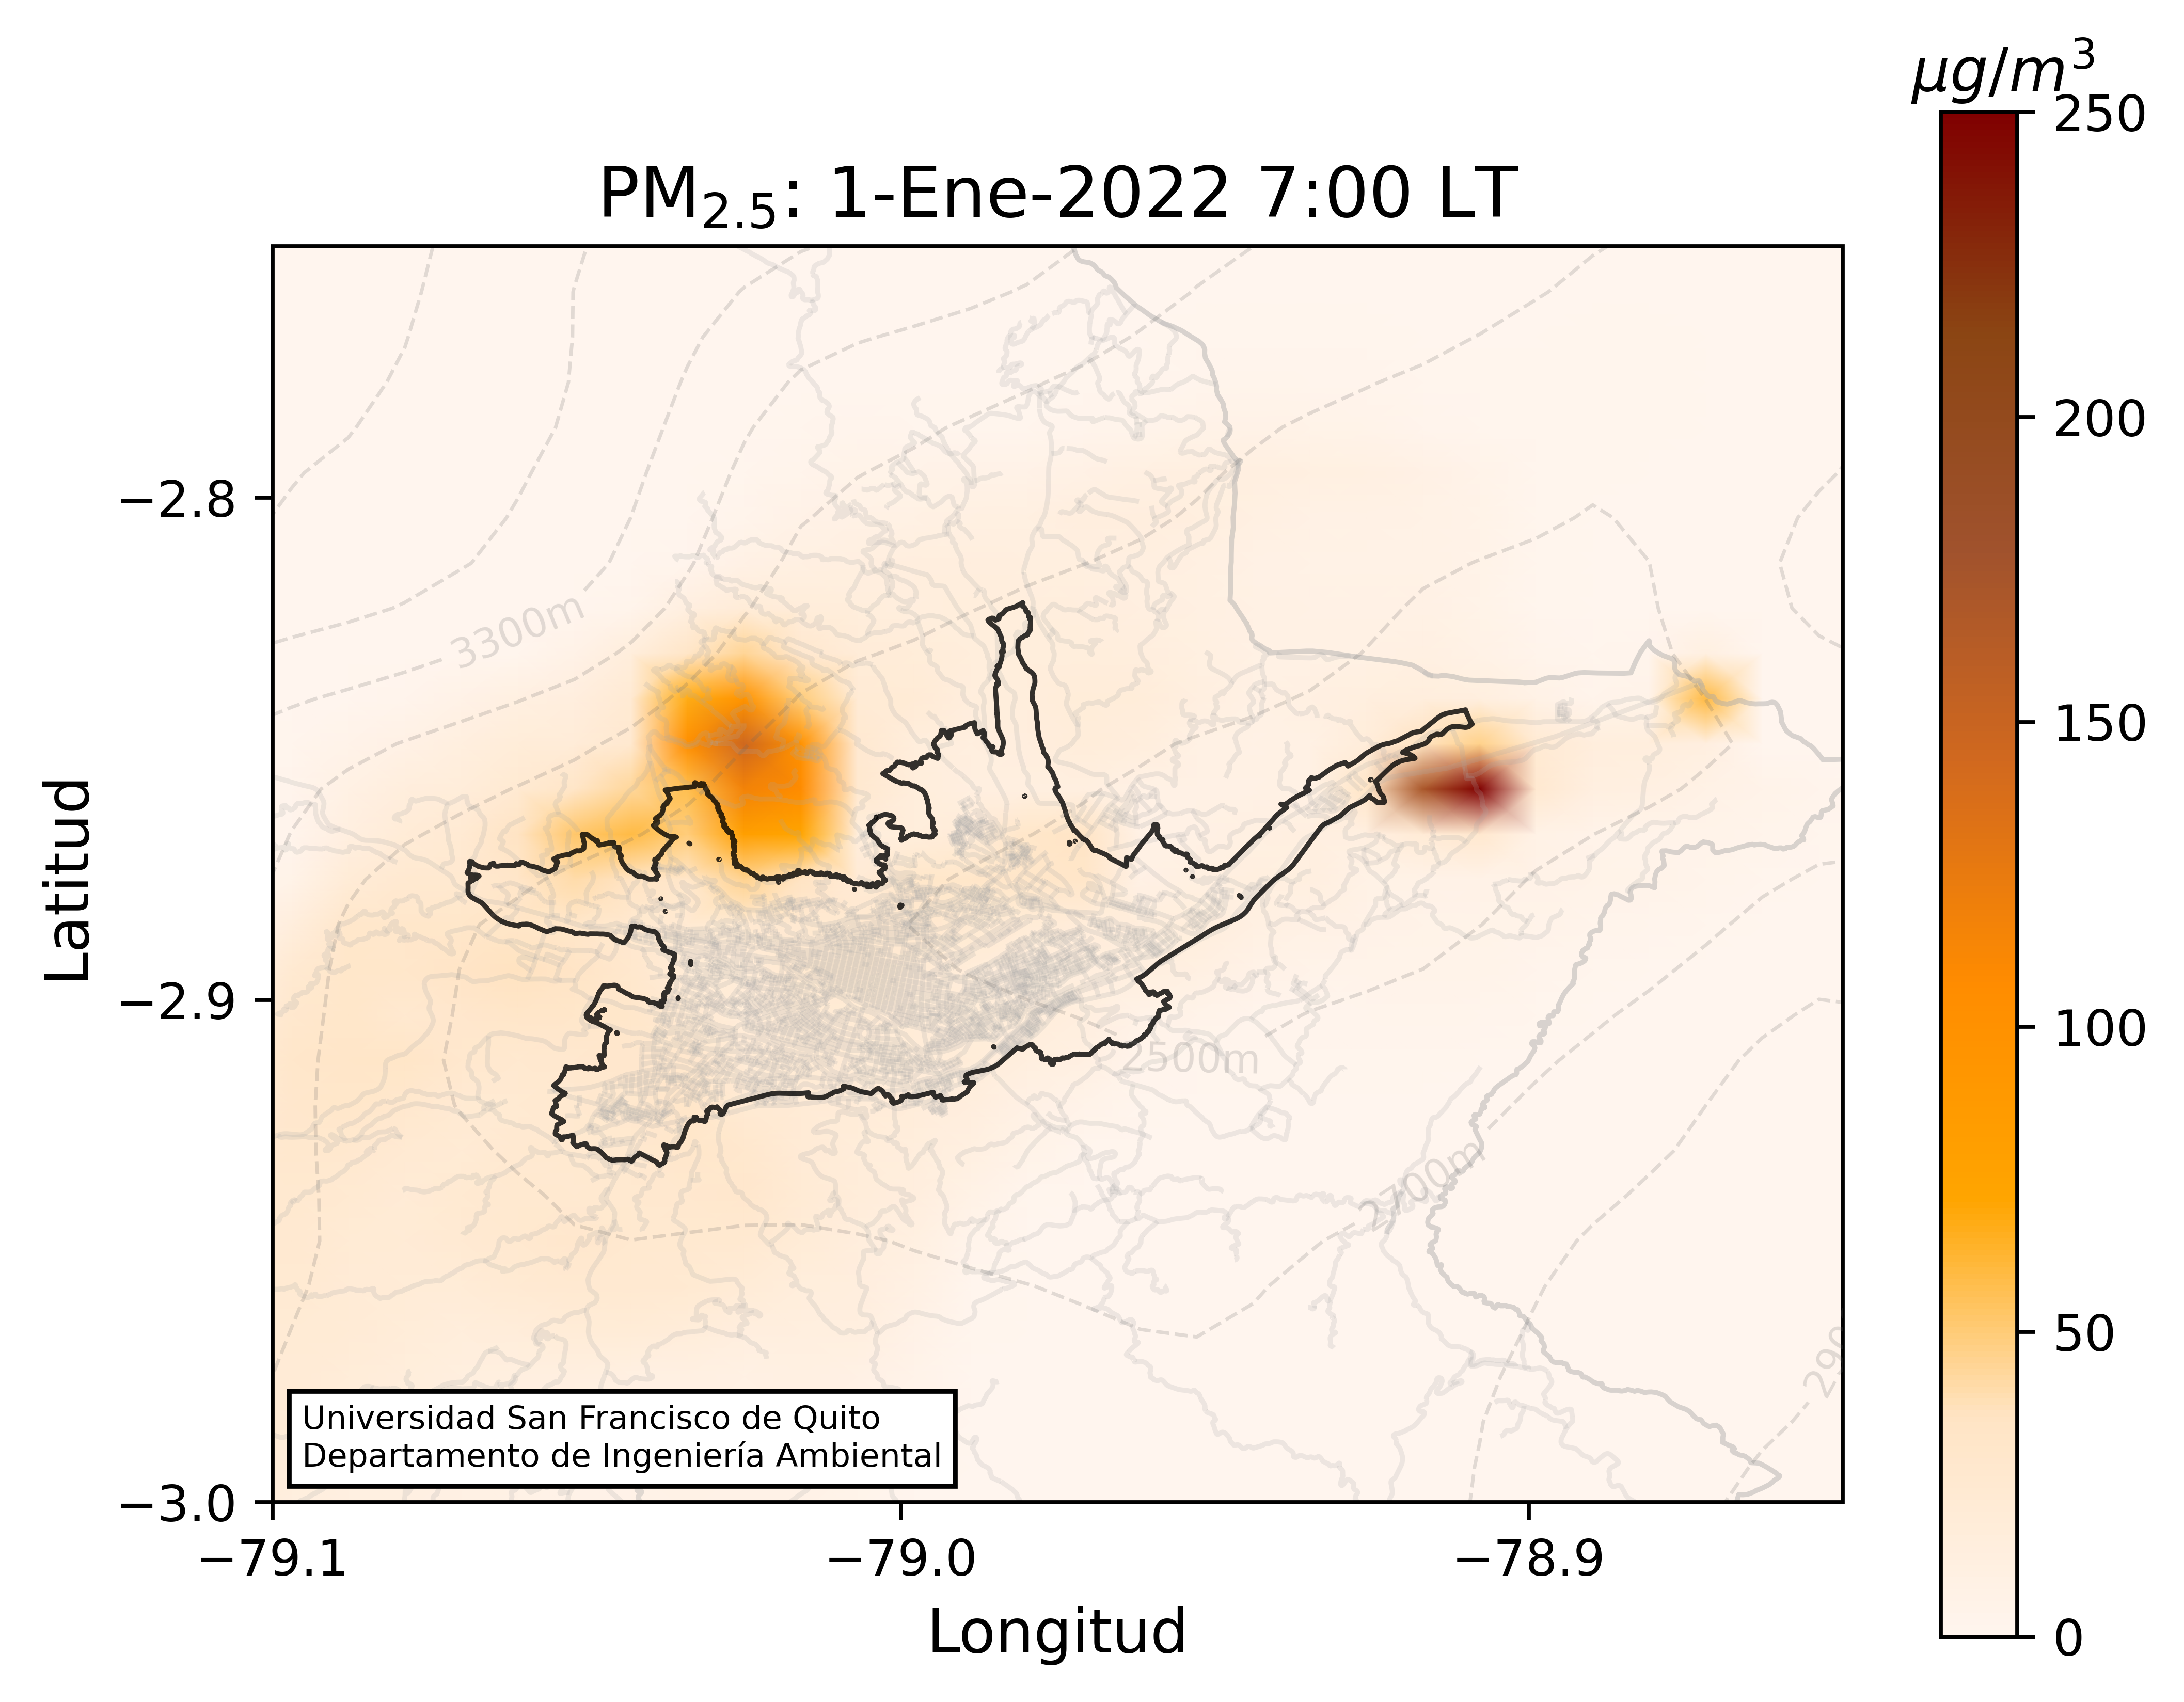 µg/m³
PM₂.₅: 1-Ene-2022 7:00 LT
250
200
150
100
50
0
Latitud
−2.8
−2.9
−3.0
3300m
2500m
2700m
Universidad San Francisco de Quito
Departamento de Ingeniería Ambiental
−79.1
−79.0
−78.9
Longitud